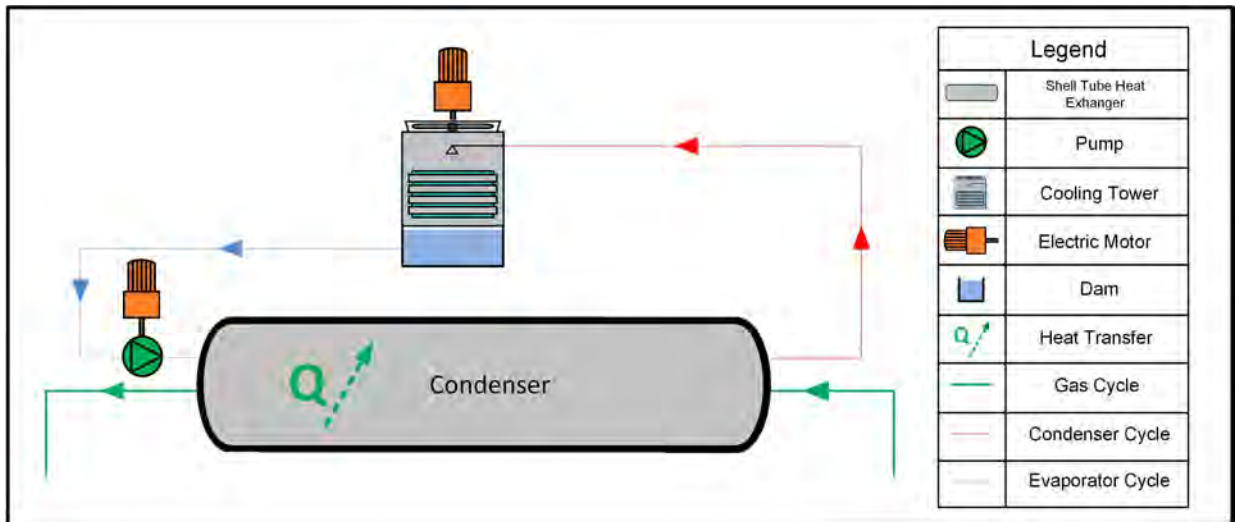 Legend
Shell Tube Heat
Exhanger
Pump
Cooling Tower
Electric Motor
Dam
Q
Heat Transfer
Gas Cycle
Condenser Cycle
Evaporator Cycle
Q
Condenser